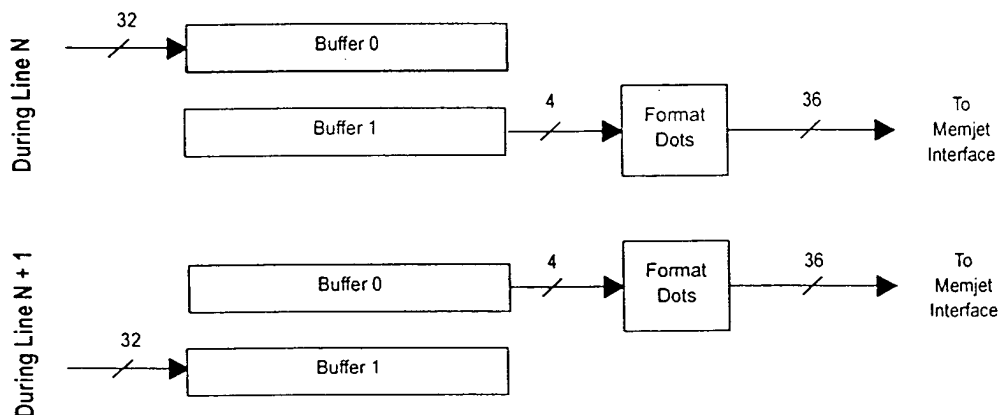 During Line N
32
Buffer 0
Buffer 1
4
Format
Dots
36
To
Memjet
Interface
During Line N + 1
Buffer 0
4
Format
Dots
36
To
Memjet
Interface
32
Buffer 1